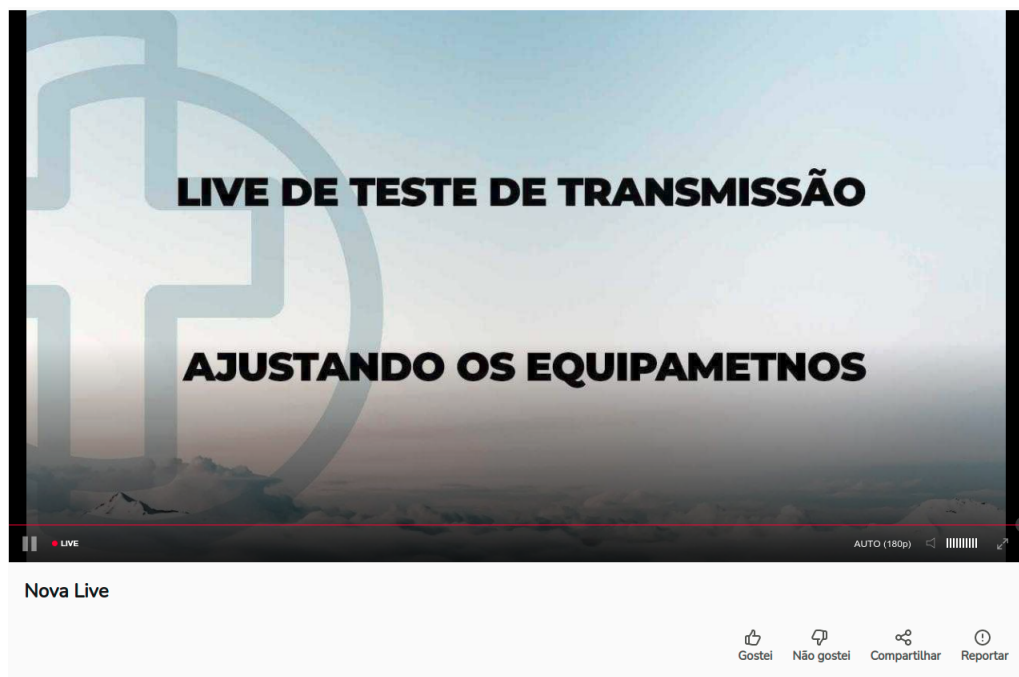 LIVE DE TESTE DE TRANSMISSÃO
AJUSTANDO OS EQUIPAMETNOS
LIVE
AUTO (180p)
Nova Live
Gostei
Não gostei
Compartilhar
Reportar